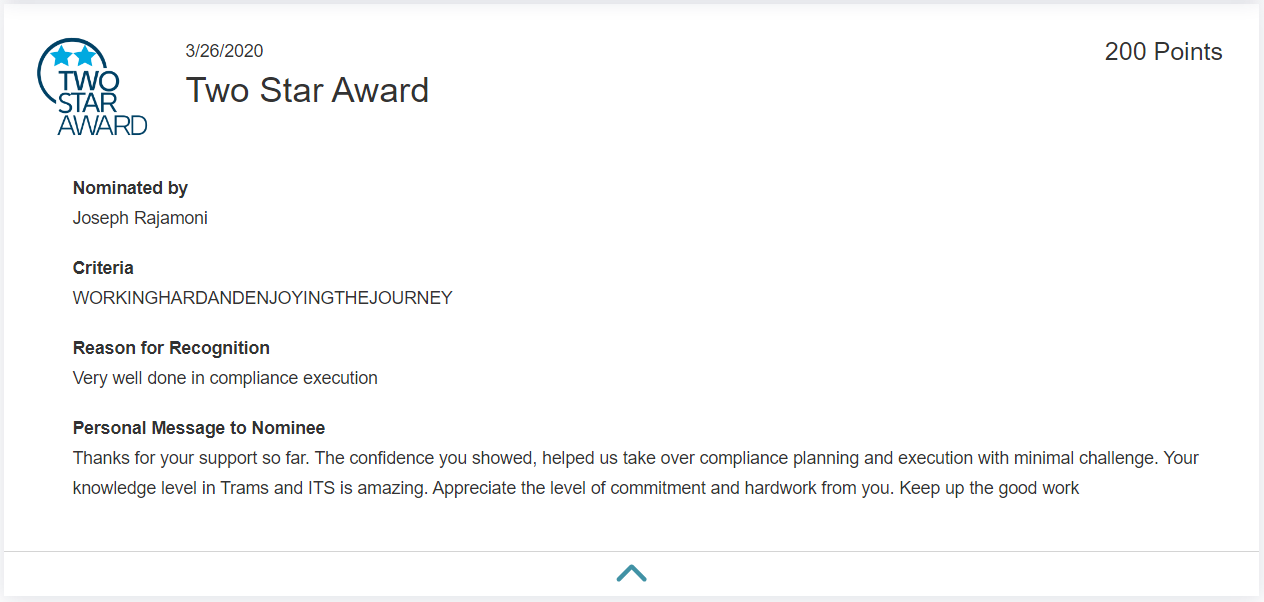 TWO
STAR
AWARD
3/26/2020
Two Star Award
200 Points
Nominated by
Joseph Rajamoni
Criteria
WORKINGHARDANDENJOYINGTHEJOURNEY
Reason for Recognition
Very well done in compliance execution
Personal Message to Nominee
Thanks for your support so far. The confidence you showed, helped us take over compliance planning and execution with minimal challenge. Your
knowledge level in Trams and ITS is amazing. Appreciate the level of commitment and hardwork from you. Keep up the good work